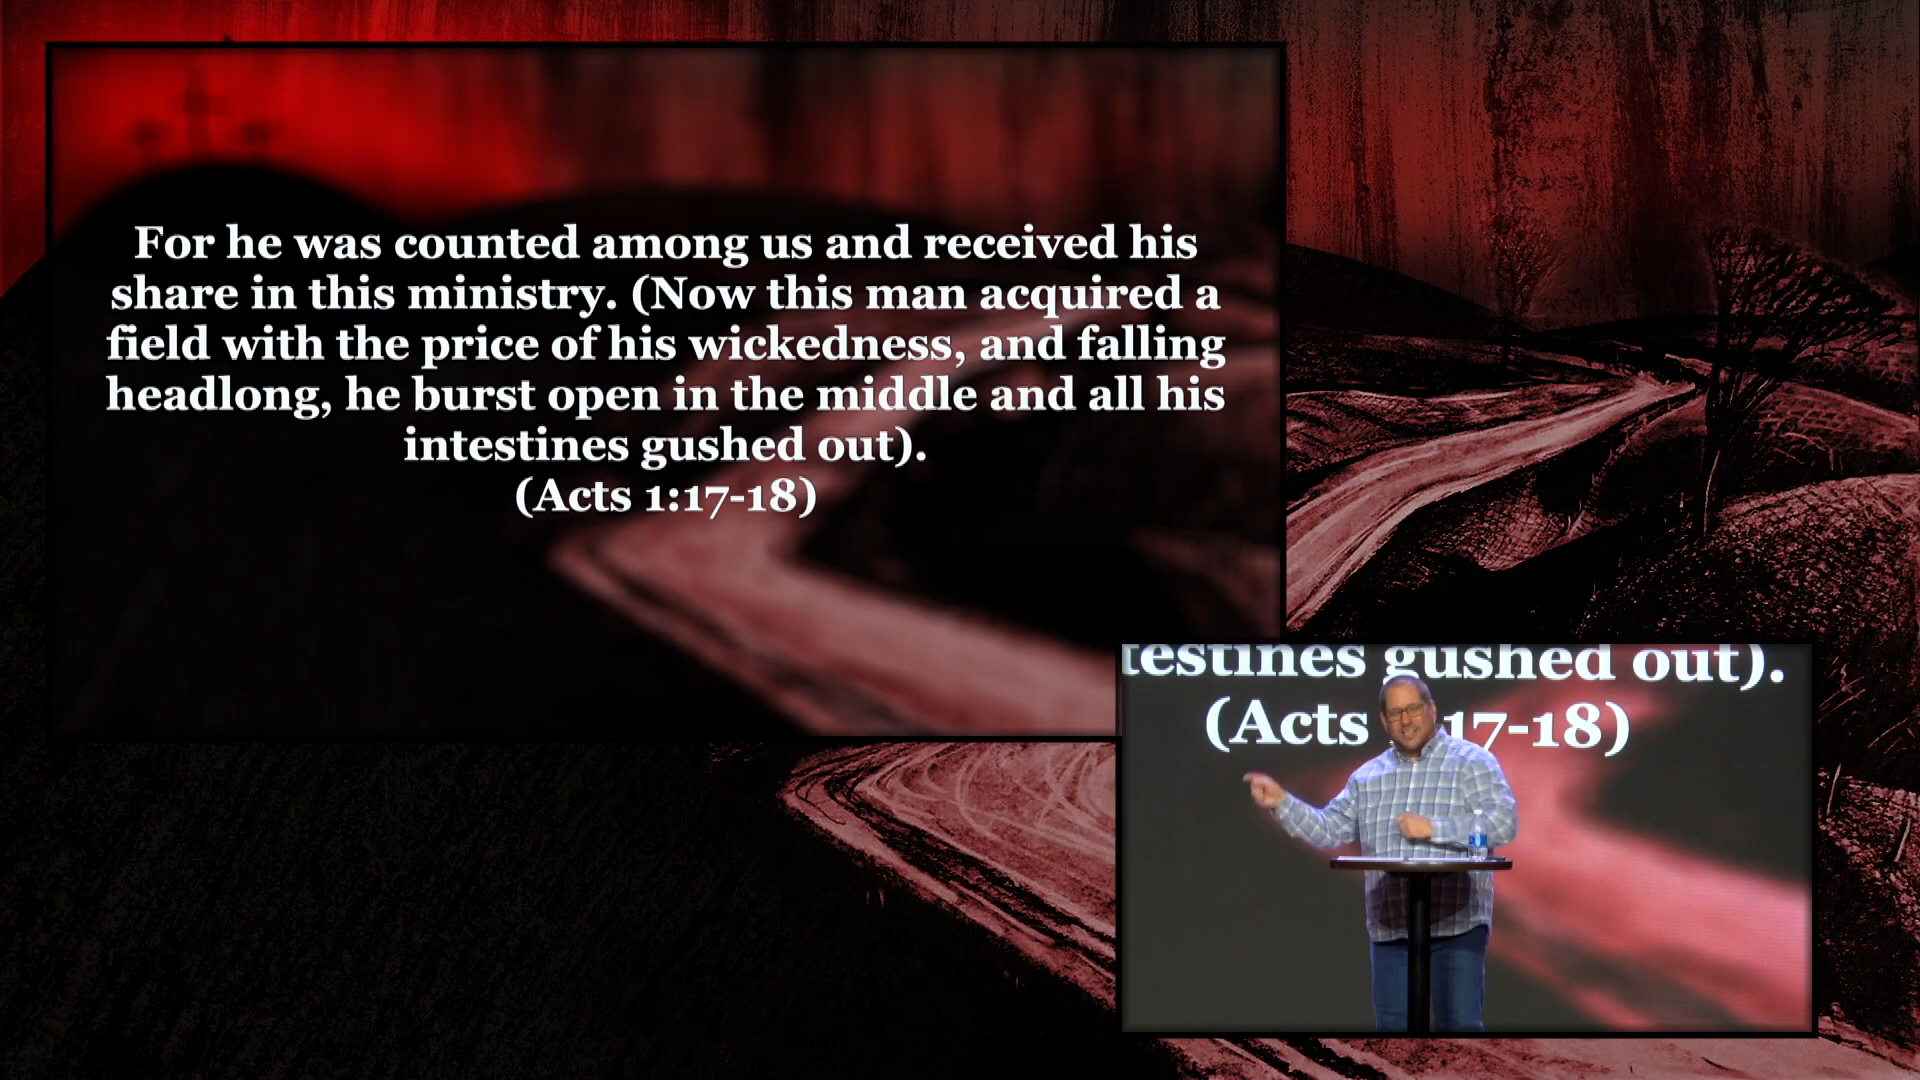 For he was counted among us and received his
share in this ministry. (Now this man acquired a
field with the price of his wickedness, and falling
headlong, he burst open in the middle and all his
intestines gushed out).
(Acts 1:17-18)
testines gushed out).
(Acts 17-18)